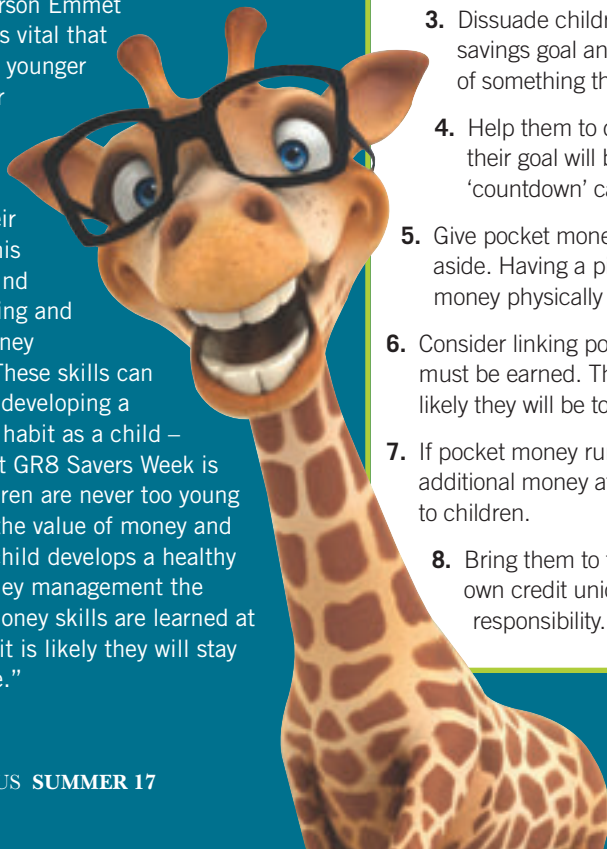 rson Emmet
s vital that
younger
r
eir
his
nd
ing and
ney
These skills can
developing a
habit as a child –
t GR8 Savers Week is
ren are never too young
the value of money and
child develops a healthy
ey management the
oney skills are learned at
it is likely they will stay
e.”
US SUMMER 17
3. Dissuade childr
savings goal an
of something th
4. Help them to c
their goal will b
‘countdown’ ca
5. Give pocket mone
aside. Having a p
money physically
6. Consider linking po
must be earned. Th
likely they will be to
7. If pocket money ru
additional money a
to children.
8. Bring them to t
own credit unio
responsibility.